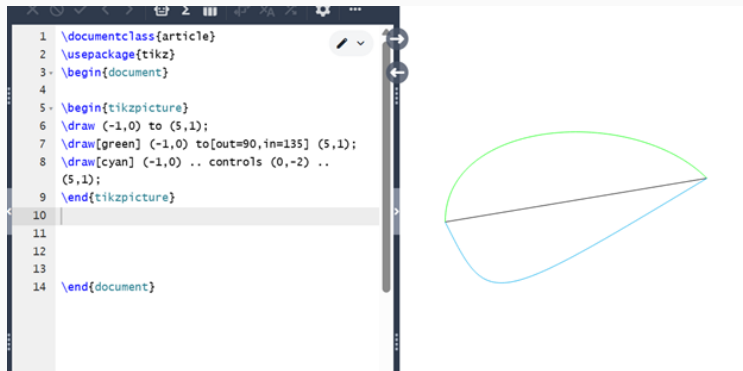 1 \documentclass{article}
2 \usepackage{tikz}
3 \begin{document}
4
5 \begin{tikzpicture}
6 \draw (-1,0) to (5,1);
7 \draw[green] (-1,0) to[out=90,in=135] (5,1);
8 \draw[cyan] (-1,0) .. controls (0,-2) ..
(5,1);
9 \end{tikzpicture}
10
11
12
13
14 \end{document}